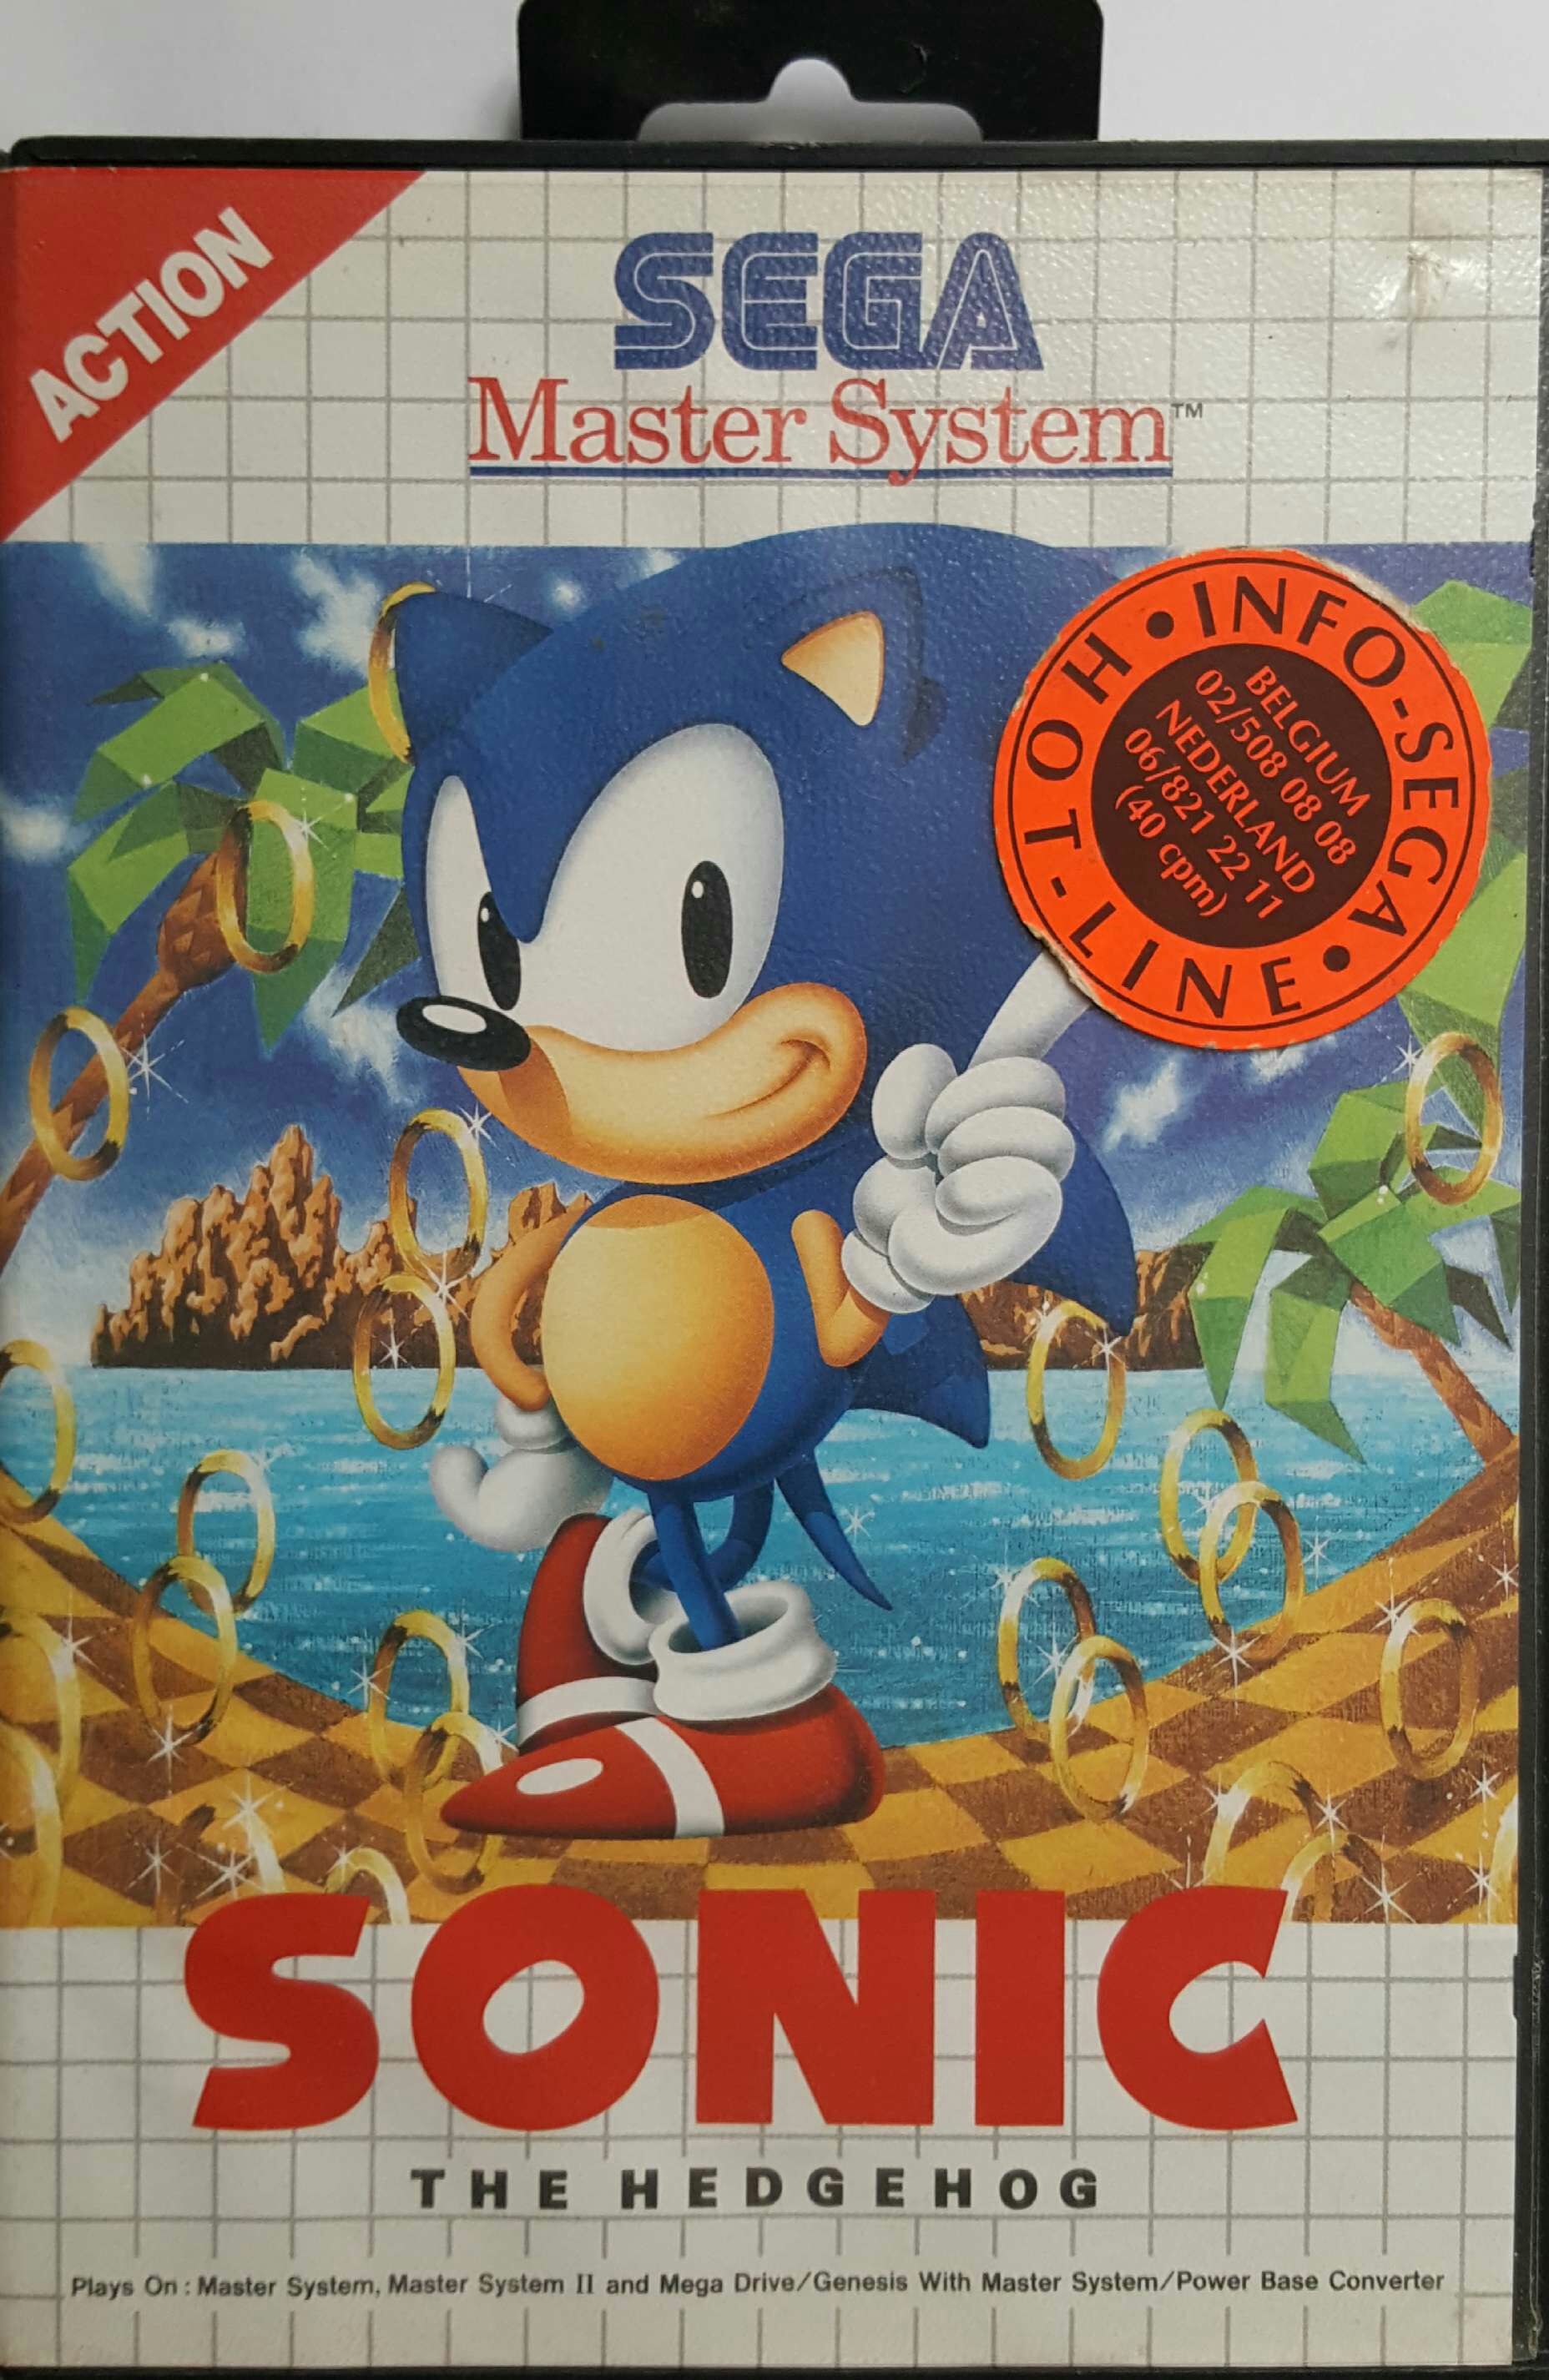 ACTION
SEGA
Master System™
• INFO-SEGA •
HOT-LINE
BELGIUM
02/508 08 08
NEDERLAND
06/821 22 11
(40 cpm)
SONIC
THE HEDGEHOG
Plays On : Master System, Master System II and Mega Drive/Genesis With Master System/Power Base Converter